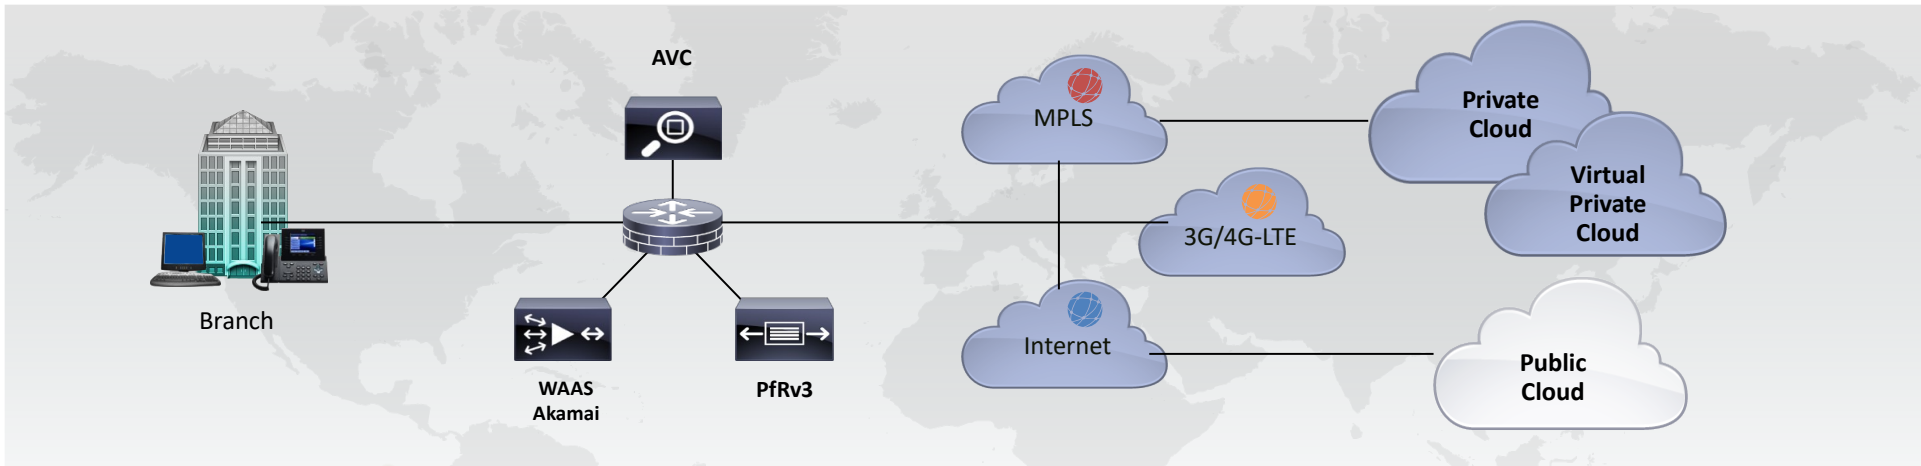 AVC
Branch
WAAS
Akamai
PfRv3
MPLS
3G/4G-LTE
Internet
Private
Cloud
Virtual
Private
Cloud
Public
Cloud